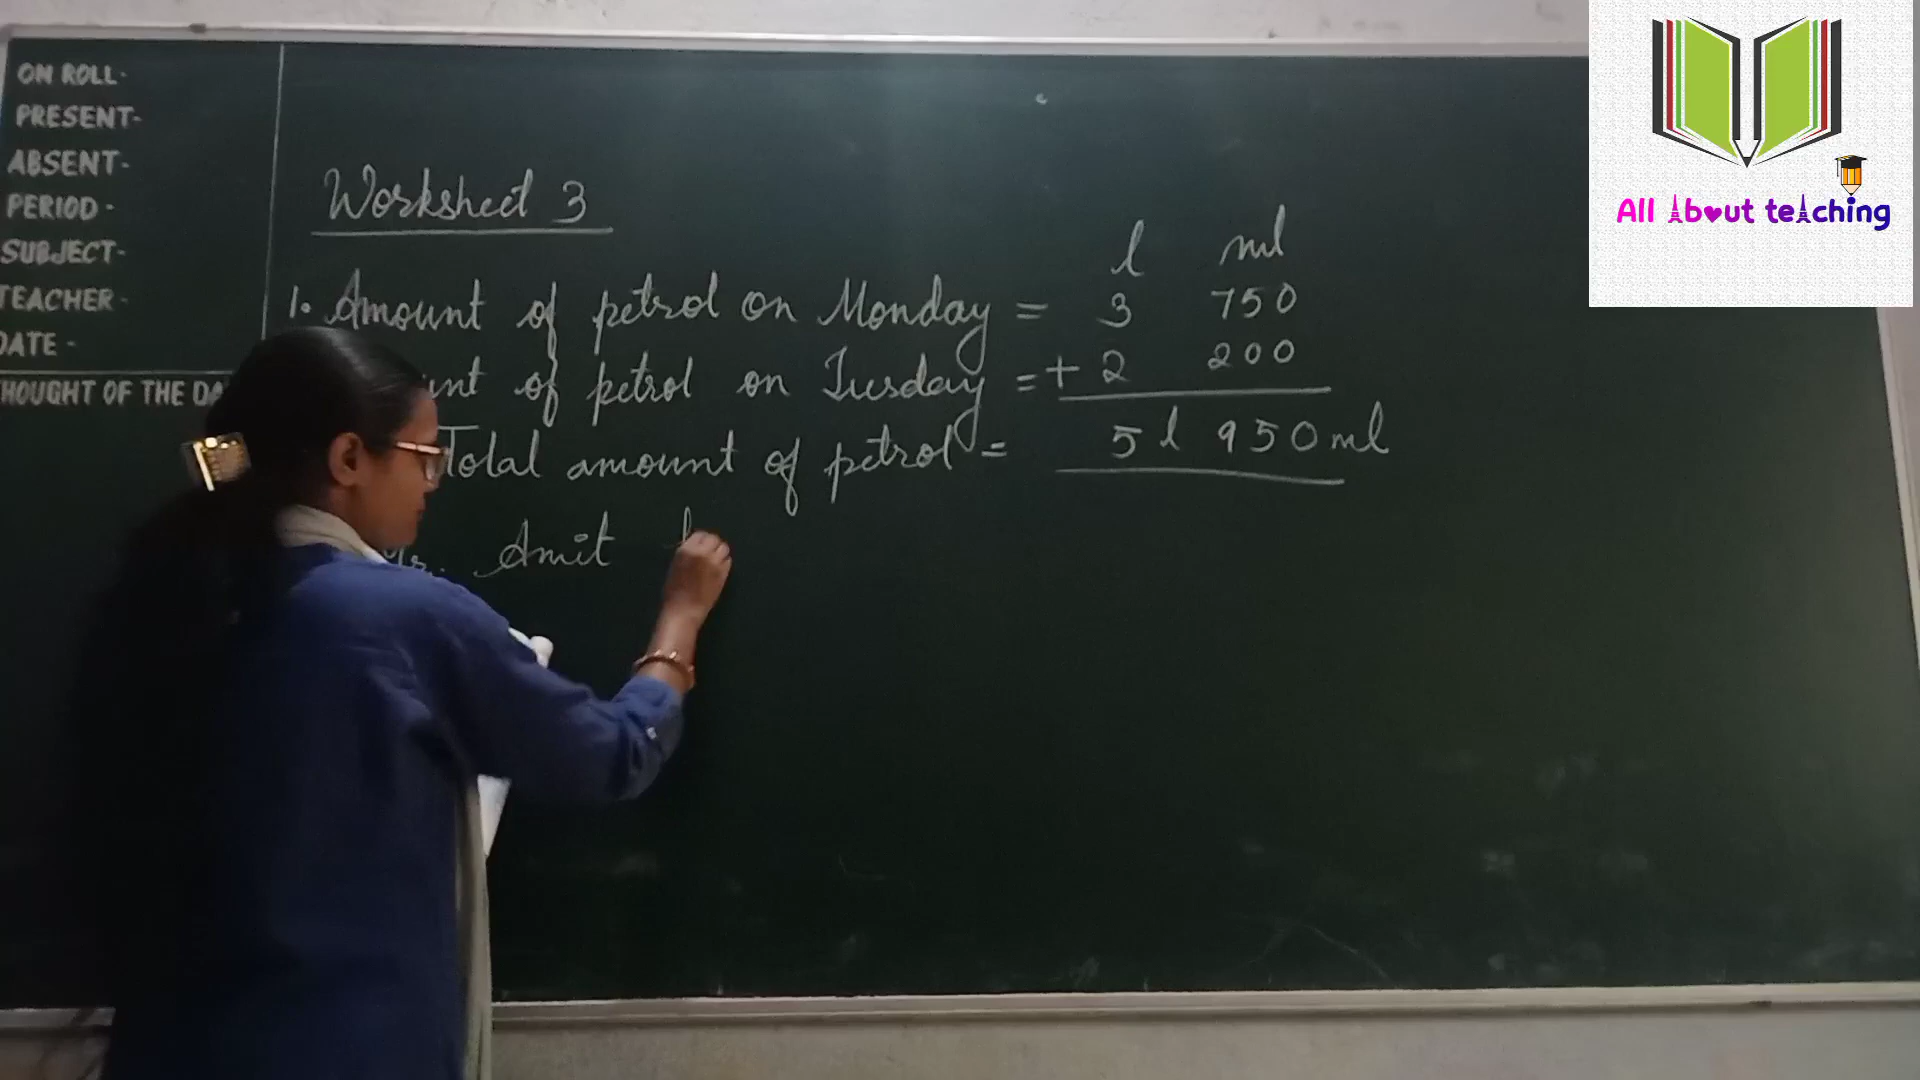 ON ROLL-
PRESENT-
ABSENT-
PERIOD-
SUBJECT-
TEACHER-
DATE-
THOUGHT OF THE DA
Worksheet 3
l ml
1. Amount of petrol on Monday = 3 750
unt of petrol on Tuesday = + 2 200
Total amount of petrol = 5 l 950 ml
Mr. Amit
All About teaching